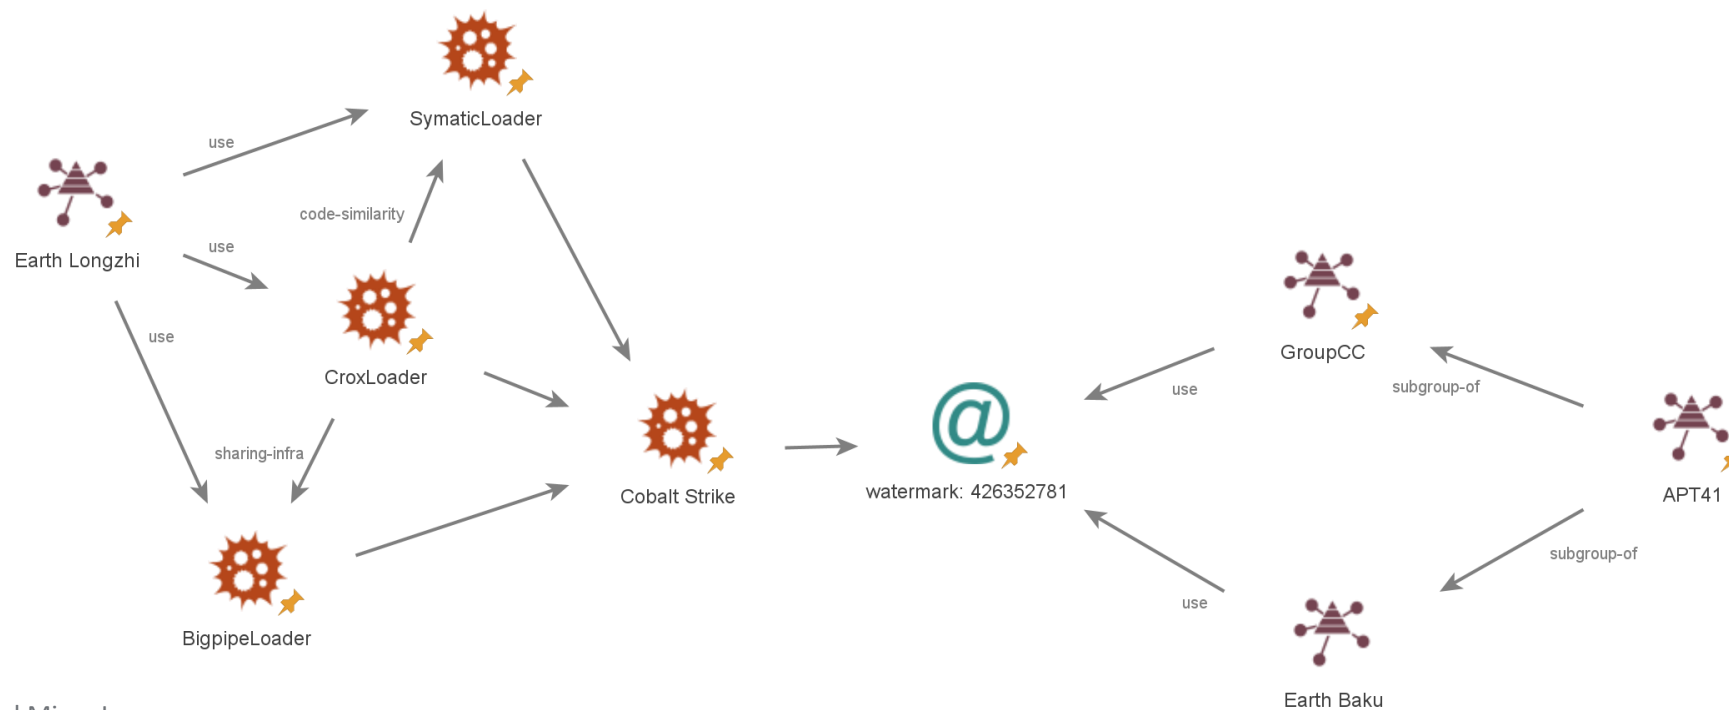 SymaticLoader
use
code-similarity
Earth Longzhi
use
use
CroxLoader
sharing-infra
Cobalt Strike
BigpipeLoader
watermark: 426352781
GroupCC
use
subgroup-of
APT41
subgroup-of
use
Earth Baku